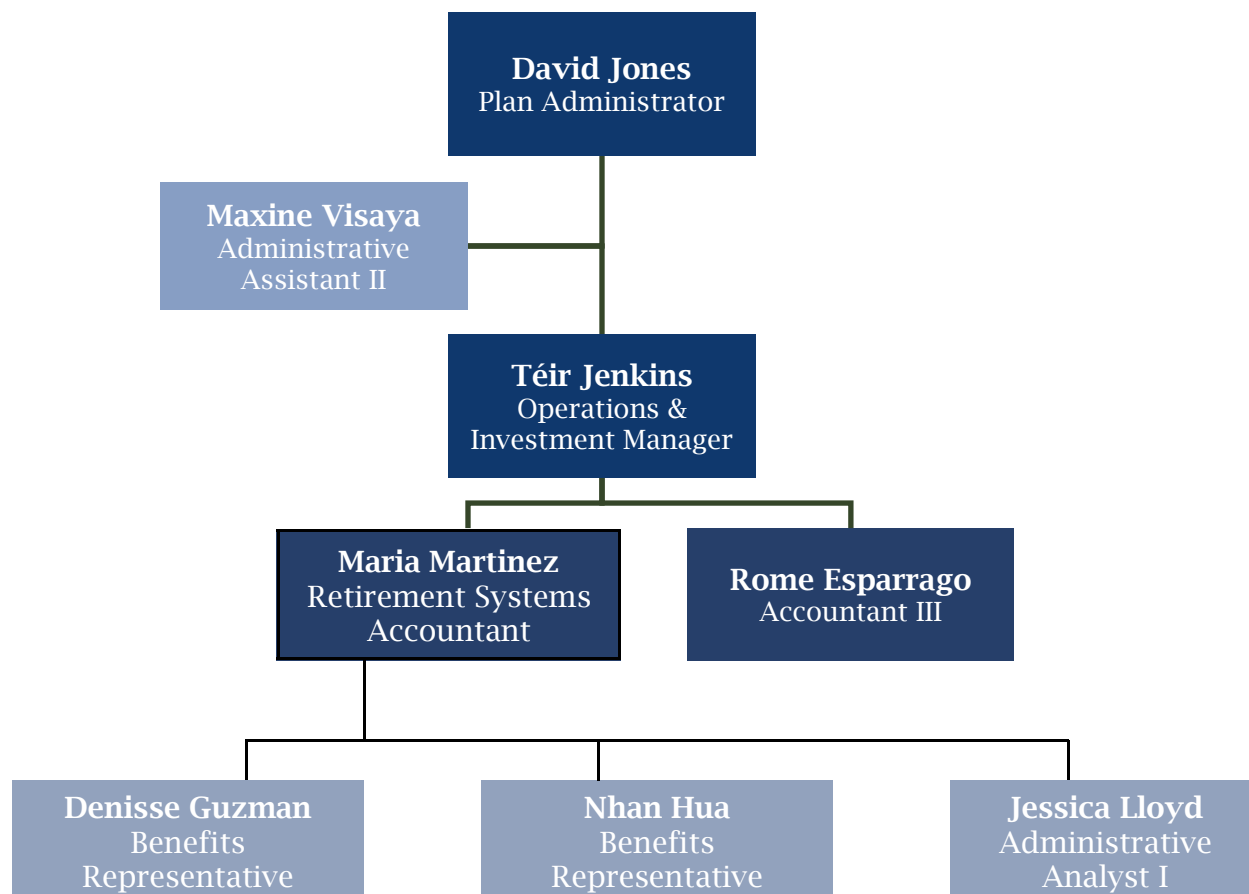 David Jones
Plan Administrator
Maxine Visaya
Administrative
Assistant II
Téir Jenkins
Operations &
Investment Manager
Maria Martinez
Retirement Systems
Accountant
Rome Esparrago
Accountant III
Denisse Guzman
Benefits
Representative
Nhan Hua
Benefits
Representative
Jessica Lloyd
Administrative
Analyst I